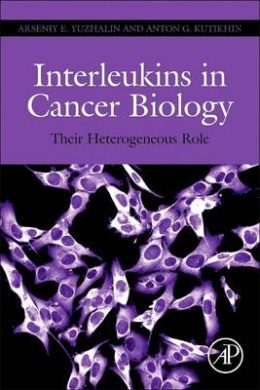 ARSENIY E. YUZHALIN AND ANTON G. KUTIKHIN
Interleukins in
Cancer Biology
Their Heterogeneous Role
AP